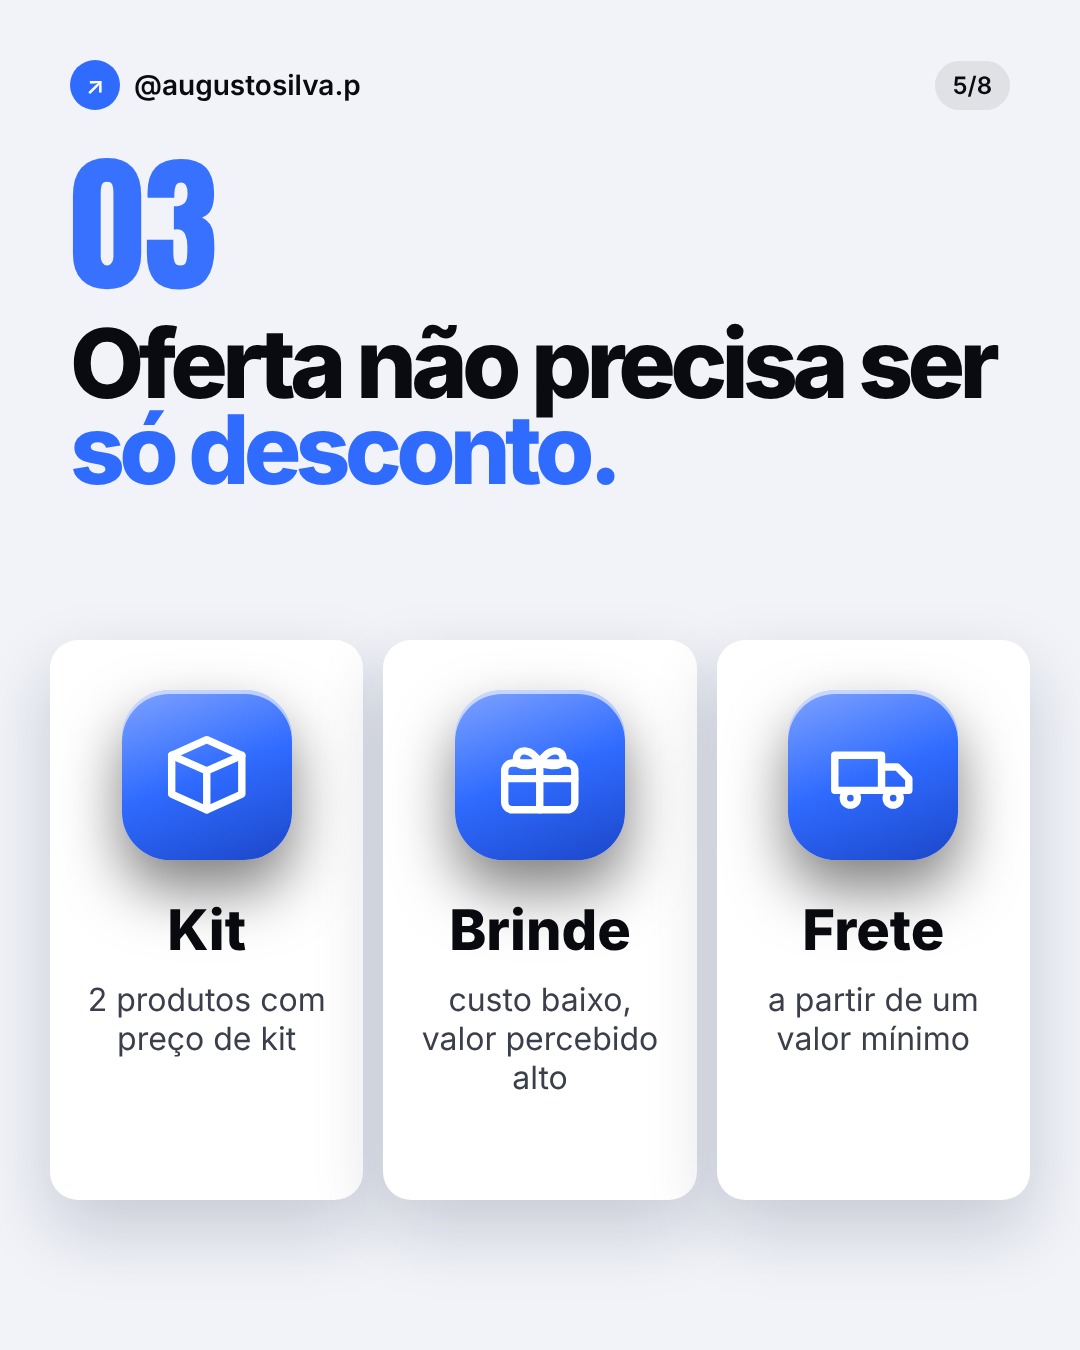 @augustosilva.p
5/8
03
Oferta não precisa ser
só desconto.
Kit
2 produtos com
preço de kit
Brinde
custo baixo,
valor percebido
alto
Frete
a partir de um
valor mínimo